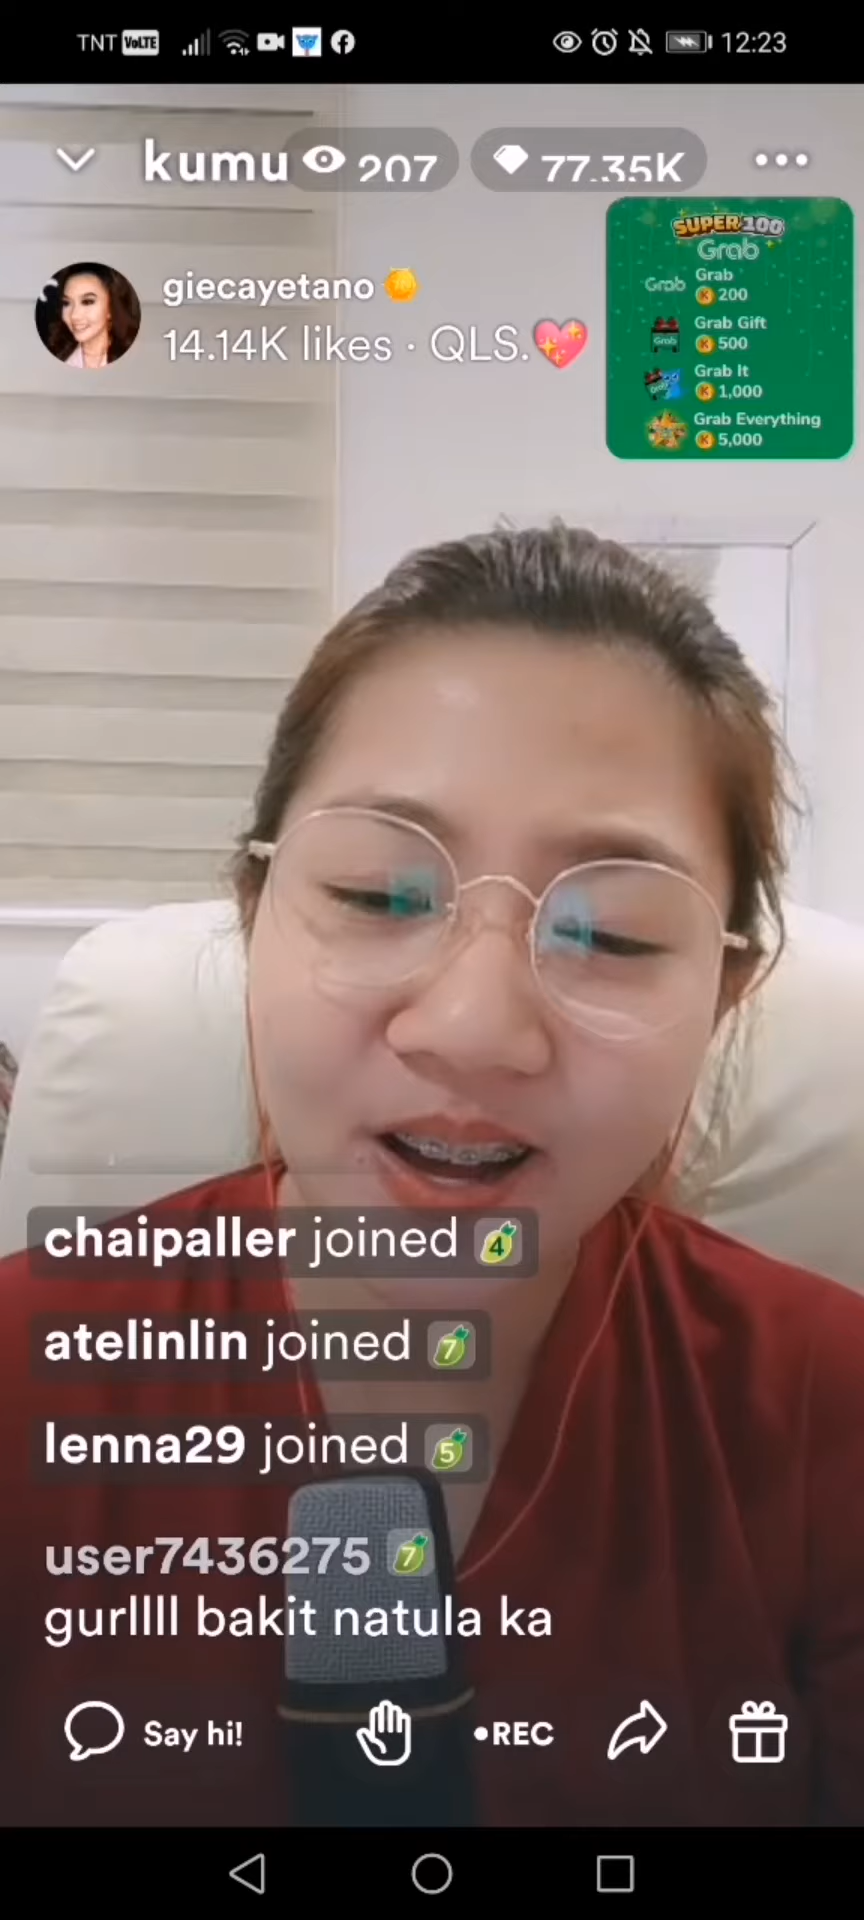 TNT VoLTE 12:23
kumu 207 77.35K
giecayetano
14.14K likes · QLS.💖
SUPER 100
Grab
Grab Grab
K 200
Grab Gift
Grab K 500
Grab It
K 1,000
Grab Everything
K 5,000
chaipaller joined 4
atelinlin joined 7
lenna29 joined 5
user7436275 7
gurllll bakit natula ka
Say hi! •REC